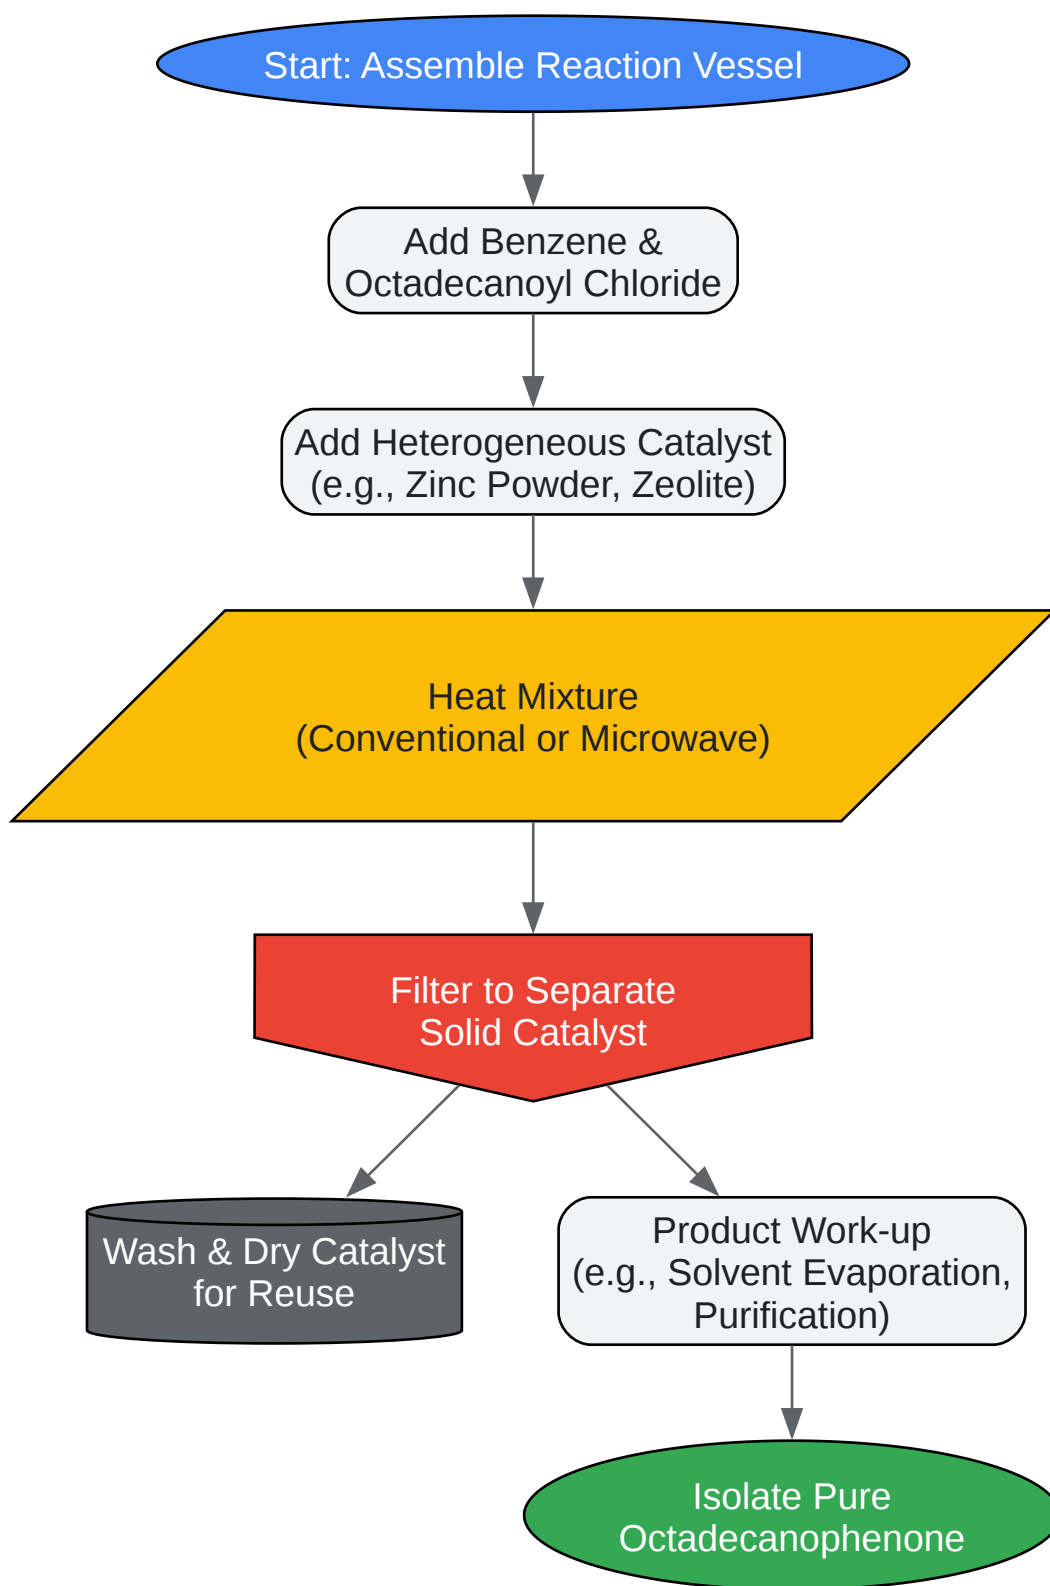 Start: Assemble Reaction Vessel
Add Benzene &
Octadecanoyl Chloride
Add Heterogeneous Catalyst
(e.g., Zinc Powder, Zeolite)
Heat Mixture
(Conventional or Microwave)
Filter to Separate
Solid Catalyst
Wash & Dry Catalyst
for Reuse
Product Work-up
(e.g., Solvent Evaporation,
Purification)
Isolate Pure
Octadecanophenone